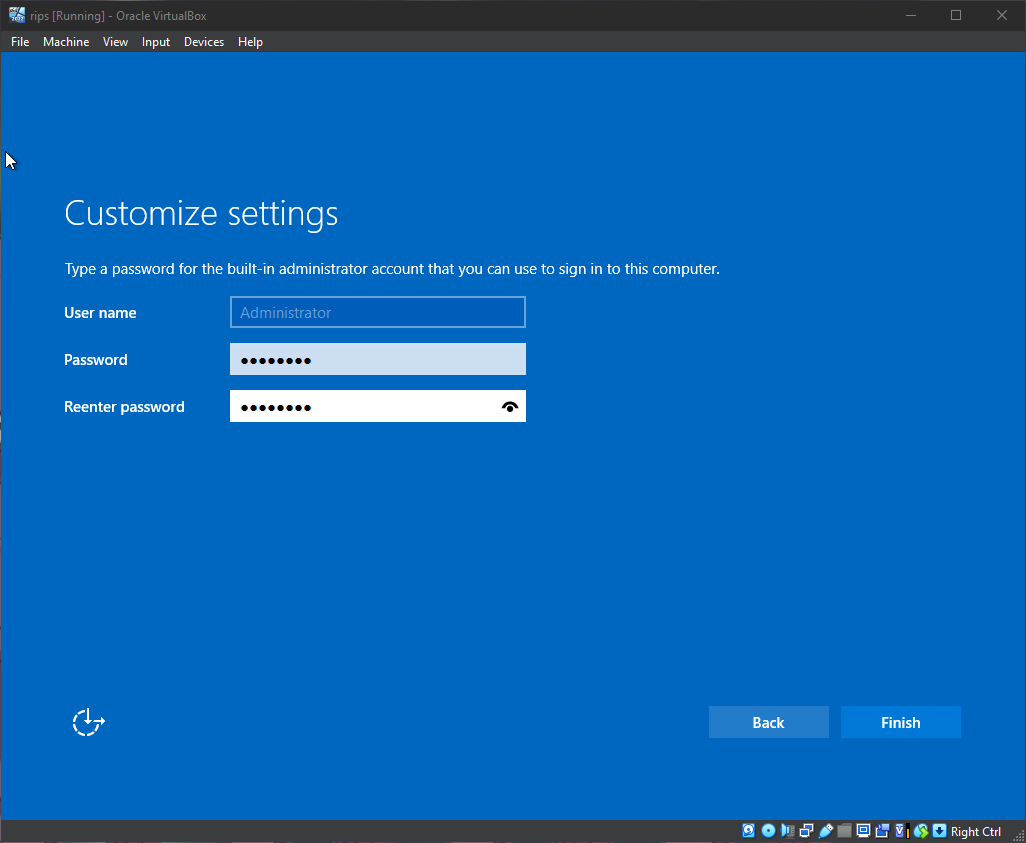 rips [Running] - Oracle VirtualBox
File Machine View Input Devices Help
Customize settings
Type a password for the built-in administrator account that you can use to sign in to this computer.
User name Administrator
Password ●●●●●●●●
Reenter password ●●●●●●●●
Back Finish
Right Ctrl